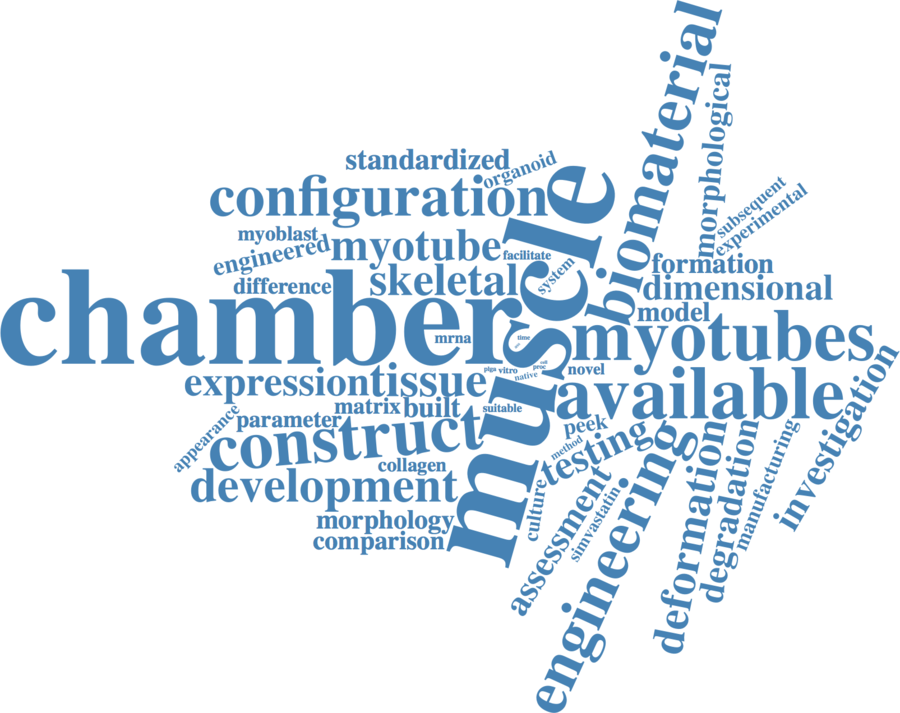 biomaterial
morphological
standardized
organoid
configuration
muscle
subsequent
experimental
myoblast
engineered
myotube
facilitate
system
formation
difference
skeletal
dimensional
chamber
model
mrna
time
myotubes
cell
proc
plga
vitro
native
novel
expression
tissue
available
investigation
appearance
parameter
matrix
built
suitable
construct
peek
testing
method
collagen
development
culture
assessment
simvastatin
engineering
deformation
degradation
manufacturing
morphology
comparison